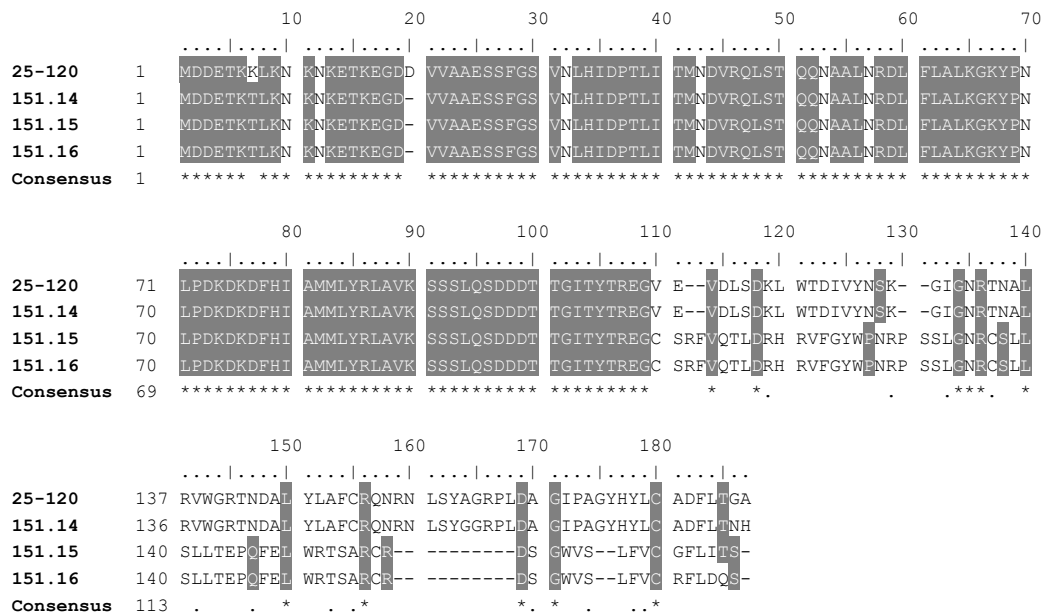 10 20 30 40 50 60 70
....|....| ....|....| ....|....| ....|....| ....|....| ....|....| ....|....|
25-120 1 MDDETKKLKN KNKETKEGDD VVAAESSFGS VNLHIDPTLI TMNDVRQLST QQNAALNRDL FLALKGKYPN
151.14 1 MDDETKTLKN KNKETKEGD- VVAAESSFGS VNLHIDPTLI TMNDVRQLST QQNAALNRDL FLALKGKYPN
151.15 1 MDDETKTLKN KNKETKEGD- VVAAESSFGS VNLHIDPTLI TMNDVRQLST QQNAALNRDL FLALKGKYPN
151.16 1 MDDETKTLKN KNKETKEGD- VVAAESSFGS VNLHIDPTLI TMNDVRQLST QQNAALNRDL FLALKGKYPN
Consensus 1 ****** *** ********* ********** ********** ********** ********** **********
80 90 100 110 120 130 140
....|....| ....|....| ....|....| ....|....| ....|....| ....|....| ....|....|
25-120 71 LPDKDKDFHI AMMLYRLAVK SSSLQSDDDT TGITYTREGV E--VDLSDKL WTDIVYNSK- -GIGNRTNAL
151.14 70 LPDKDKDFHI AMMLYRLAVK SSSLQSDDDT TGITYTREGV E--VDLSDKL WTDIVYNSK- -GIGNRTNAL
151.15 70 LPDKDKDFHI AMMLYRLAVK SSSLQSDDDT TGITYTREGC SRFVQTLDRH RVFGYWPNRP SSLGNRCSLL
151.16 70 LPDKDKDFHI AMMLYRLAVK SSSLQSDDDT TGITYTREGC SRFVQTLDRH RVFGYWPNRP SSLGNRCSLL
Consensus 69 ********** ********** ********** ********* * *. . .***. *
150 160 170 180
....|....| ....|....| ....|....| ....|....| ....|..
25-120 137 RVWGRTNDAL YLAFCRQNRN LSYAGRPLDA GIPAGYHYLC ADFLTGA
151.14 136 RVWGRTNDAL YLAFCRQNRN LSYGGRPLDA GIPAGYHYLC ADFLTNH
151.15 140 SLLTEPQFEL WRTSARCR-- --------DS GWVS--LFVC GFLITS-
151.16 140 SLLTEPQFEL WRTSARCR-- --------DS GWVS--LFVC RFLDQS-
Consensus 113 . . * . .* *. * . ..*